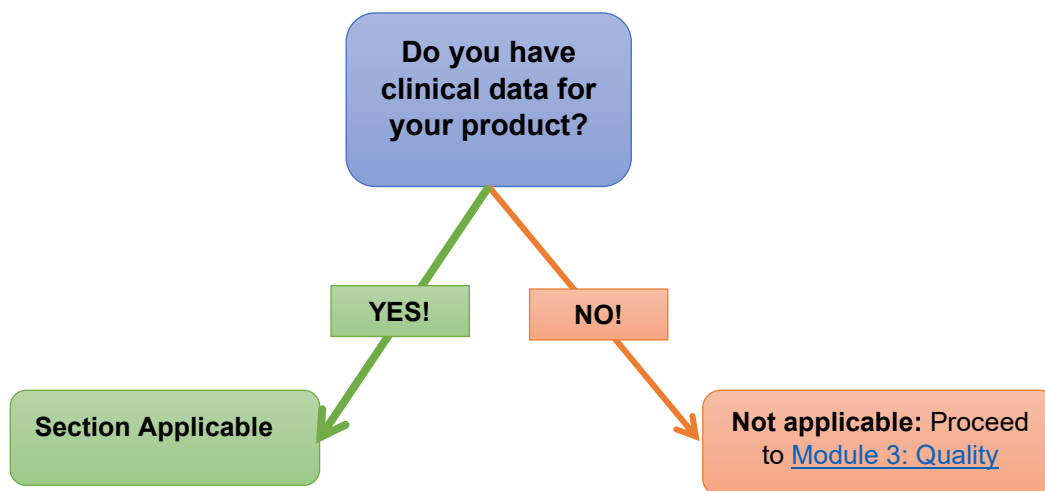 Do you have
clinical data for
your product?
YES!
NO!
Section Applicable
Not applicable: Proceed
to Module 3: Quality